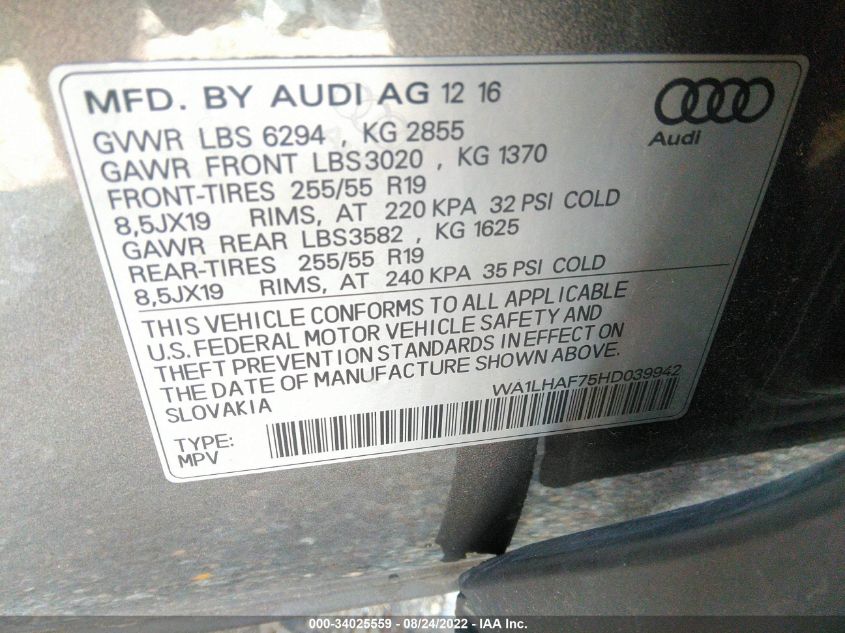 MFD. BY AUDI AG 12 16
Audi
GVWR LBS 6294 , KG 2855
GAWR FRONT LBS3020 , KG 1370
FRONT-TIRES 255/55 R19
8,5JX19 RIMS, AT 220 KPA 32 PSI COLD
GAWR REAR LBS3582 , KG 1625
REAR-TIRES 255/55 R19
8,5JX19 RIMS, AT 240 KPA 35 PSI COLD
THIS VEHICLE CONFORMS TO ALL APPLICABLE
U.S. FEDERAL MOTOR VEHICLE SAFETY AND
THEFT PREVENTION STANDARDS IN EFFECT ON
THE DATE OF MANUFACTURE SHOWN ABOVE.
SLOVAKIA
WA1LHAF75HD039942
TYPE:
MPV
000-34025559 - 08/24/2022 - IAA Inc.